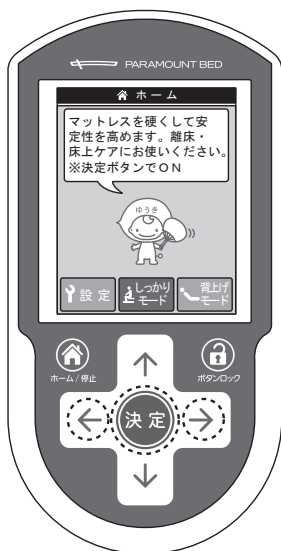 PARAMOUNT BED
ホーム
マットレスを硬くして安
定性を高めます。離床・
床上ケアにお使いください。
※決定ボタンでON
ゆうき
設定
しっかり
モード
背上げ
モード
ホーム/停止
ボタンロック
決定